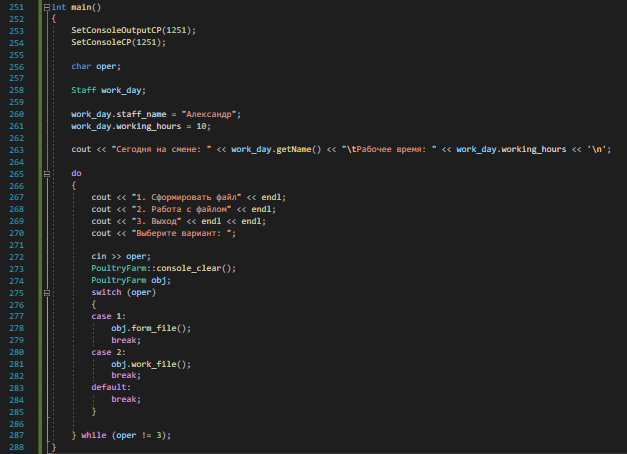 251 int main()
252 {
253 SetConsoleOutputCP(1251);
254 SetConsoleCP(1251);
255
256 char oper;
257
258 Staff work_day;
259
260 work_day.staff_name = "Александр";
261 work_day.working_hours = 10;
262
263 cout << "Сегодня на смене: " << work_day.getName() << "\tРабочее время: " << work_day.working_hours << '\n';
264
265 do
266 {
267 cout << "1. Сформировать файл" << endl;
268 cout << "2. Работа с файлом" << endl;
269 cout << "3. Выход" << endl << endl;
270 cout << "Выберите вариант: ";
271
272 cin >> oper;
273 PoultryFarm::console_clear();
274 PoultryFarm obj;
275 switch (oper)
276 {
277 case 1:
278 obj.form_file();
279 break;
280 case 2:
281 obj.work_file();
282 break;
283 default:
284 break;
285 }
286
287 } while (oper != 3);
288 }